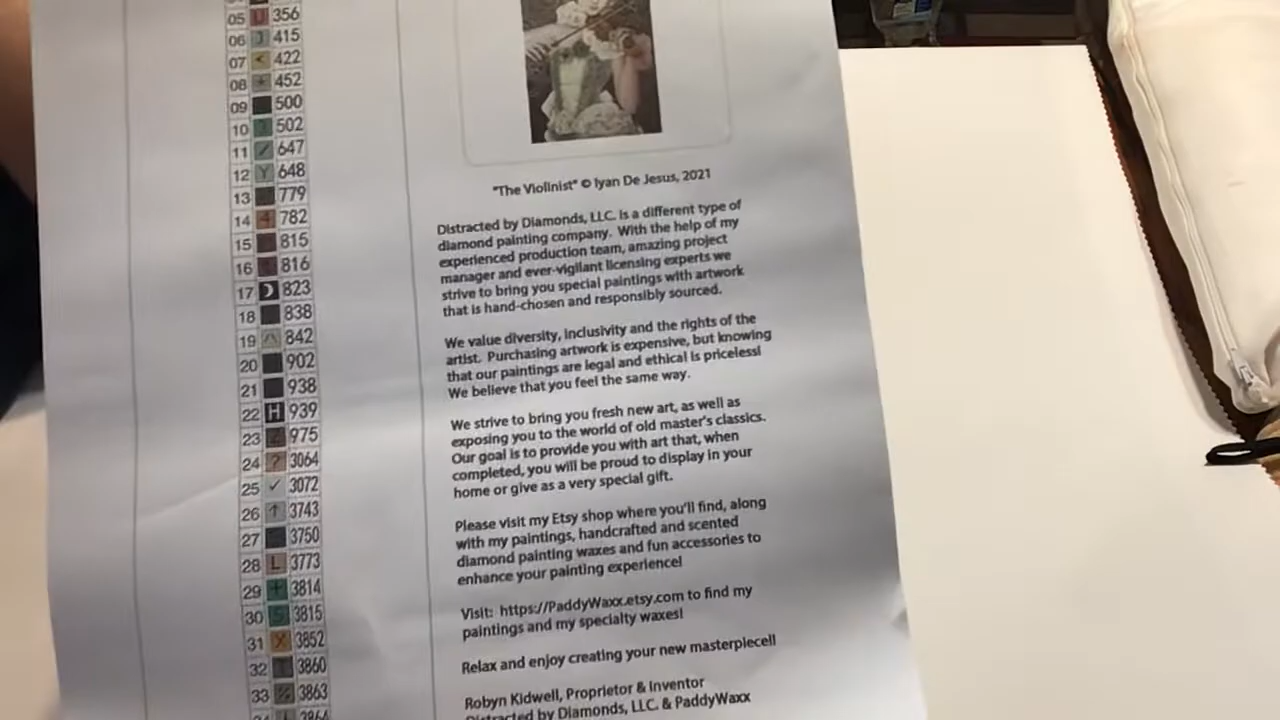 05 U 356
06 415
07 < 422
08 + 452
09 500
10 502
11 / 647
12 Y 648
13 779
14 4 782
15 815
16 816
17 823
18 838
19 842
20 902
21 938
22 H 939
23 2 975
24 ? 3064
25 ✓ 3072
26 ↑ 3743
27 3750
28 L 3773
29 + 3814
30 S 3815
31 X 3852
32 T 3860
33 % 3863
"The Violinist" © Iyan De Jesus, 2021
Distracted by Diamonds, LLC. is a different type of
diamond painting company. With the help of my
experienced production team, amazing project
manager and ever-vigilant licensing experts we
strive to bring you special paintings with artwork
that is hand-chosen and responsibly sourced.
We value diversity, inclusivity and the rights of the
artist. Purchasing artwork is expensive, but knowing
that our paintings are legal and ethical is priceless!
We believe that you feel the same way.
We strive to bring you fresh new art, as well as
exposing you to the world of old master's classics.
Our goal is to provide you with art that, when
completed, you will be proud to display in your
home or give as a very special gift.
Please visit my Etsy shop where you'll find, along
with my paintings, handcrafted and scented
diamond painting waxes and fun accessories to
enhance your painting experience!
Visit: https://PaddyWaxx.etsy.com to find my
paintings and my specialty waxes!
Relax and enjoy creating your new masterpiece!!
Robyn Kidwell, Proprietor & Inventor
Distracted by Diamonds, LLC. & PaddyWaxx